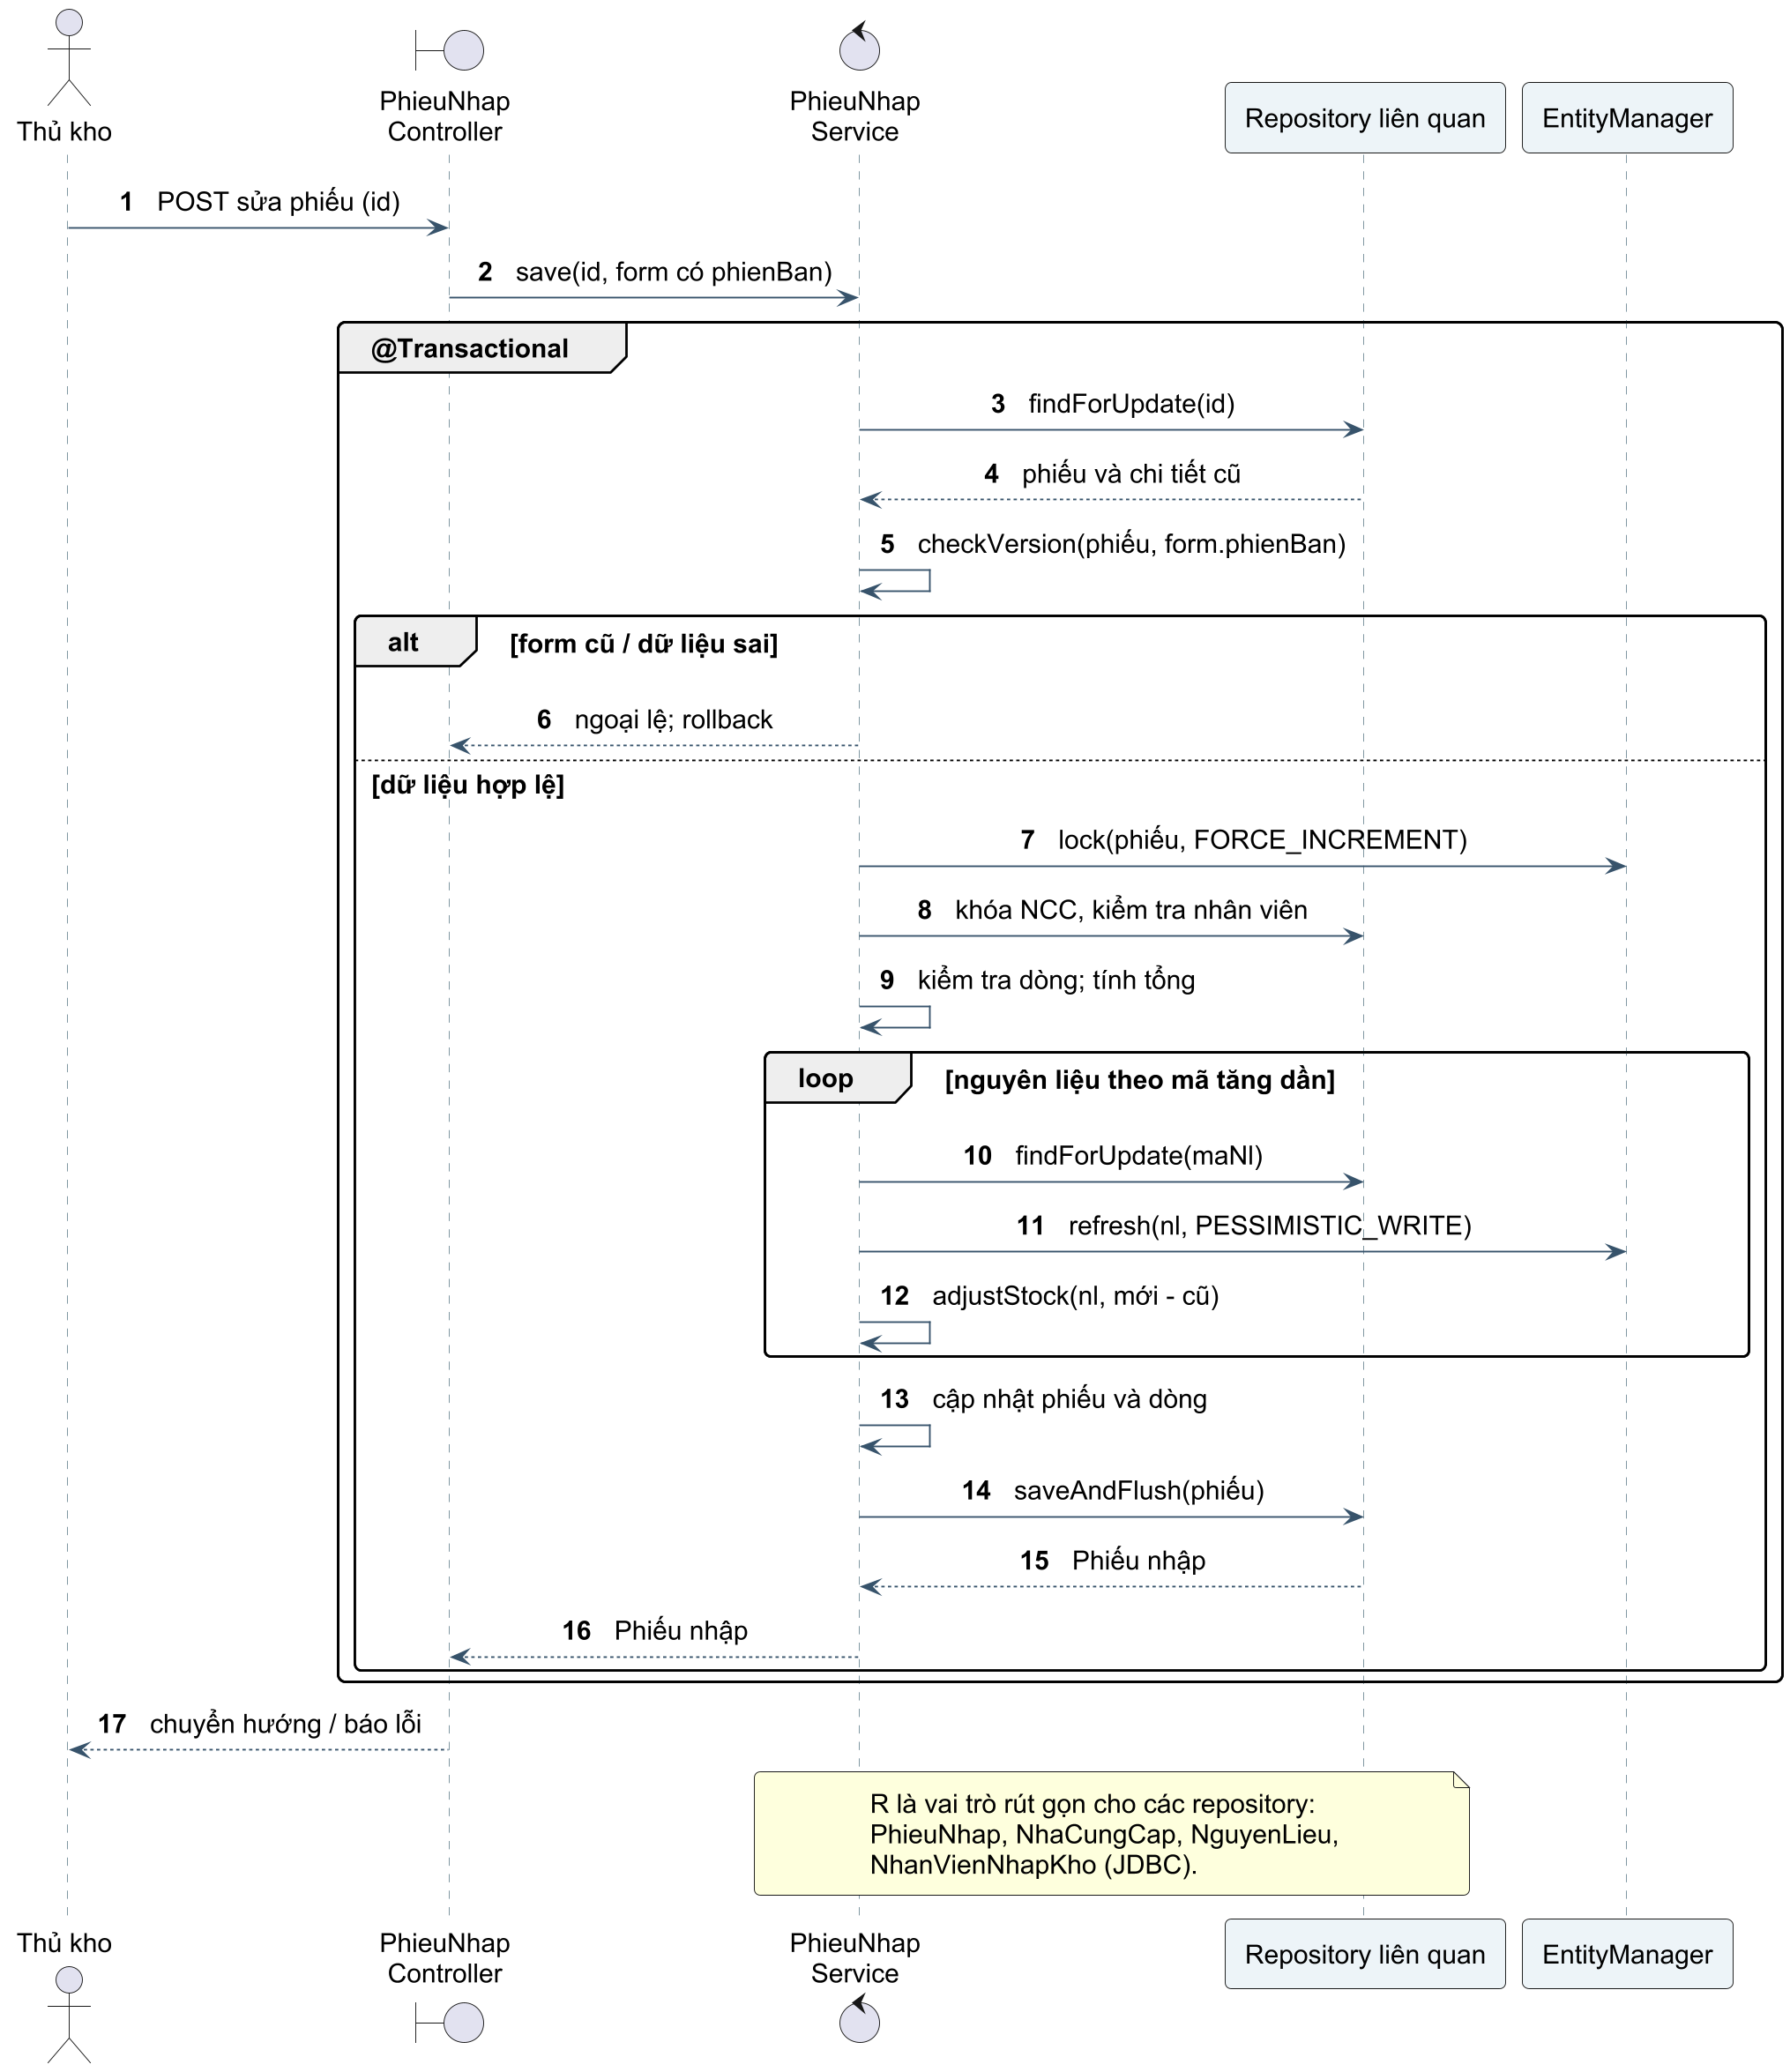 Thủ kho
PhieuNhap
Controller
PhieuNhap
Service
Repository liên quan
EntityManager
1 POST sửa phiếu (id)
2 save(id, form có phienBan)
@Transactional
3 findForUpdate(id)
4 phiếu và chi tiết cũ
5 checkVersion(phiếu, form.phienBan)
alt [form cũ / dữ liệu sai]
6 ngoại lệ; rollback
[dữ liệu hợp lệ]
7 lock(phiếu, FORCE_INCREMENT)
8 khóa NCC, kiểm tra nhân viên
9 kiểm tra dòng; tính tổng
loop [nguyên liệu theo mã tăng dần]
10 findForUpdate(maNl)
11 refresh(nl, PESSIMISTIC_WRITE)
12 adjustStock(nl, mới - cũ)
13 cập nhật phiếu và dòng
14 saveAndFlush(phiếu)
15 Phiếu nhập
16 Phiếu nhập
17 chuyển hướng / báo lỗi
R là vai trò rút gọn cho các repository:
PhieuNhap, NhaCungCap, NguyenLieu,
NhanVienNhapKho (JDBC).
Thủ kho
PhieuNhap
Controller
PhieuNhap
Service
Repository liên quan
EntityManager